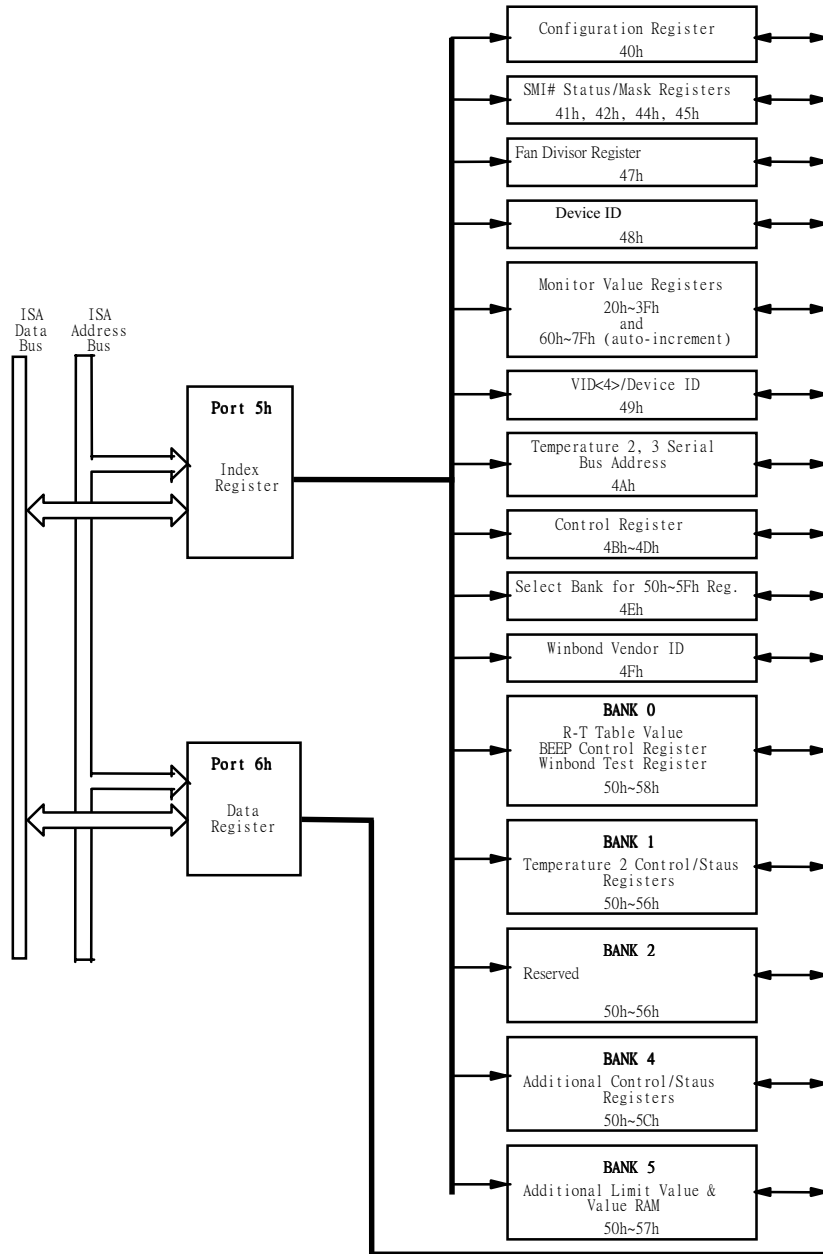 Configuration Register
40h
SMI# Status/Mask Registers
41h, 42h, 44h, 45h
Fan Divisor Register
47h
Device ID
48h
Monitor Value Registers
20h~3Fh
and
60h~7Fh (auto-increment)
VID<4>/Device ID
49h
Temperature 2, 3 Serial
Bus Address
4Ah
Control Register
4Bh~4Dh
Select Bank for 50h~5Fh Reg.
4Eh
Winbond Vendor ID
4Fh
BANK 0
R-T Table Value
BEEP Control Register
Winbond Test Register
50h~58h
BANK 1
Temperature 2 Control/Staus
Registers
50h~56h
BANK 2
Reserved
50h~56h
BANK 4
Additional Control/Staus
Registers
50h~5Ch
BANK 5
Additional Limit Value &
Value RAM
50h~57h
ISA
Data
Bus
ISA
Address
Bus
Port 5h
Index
Register
Port 6h
Data
Register